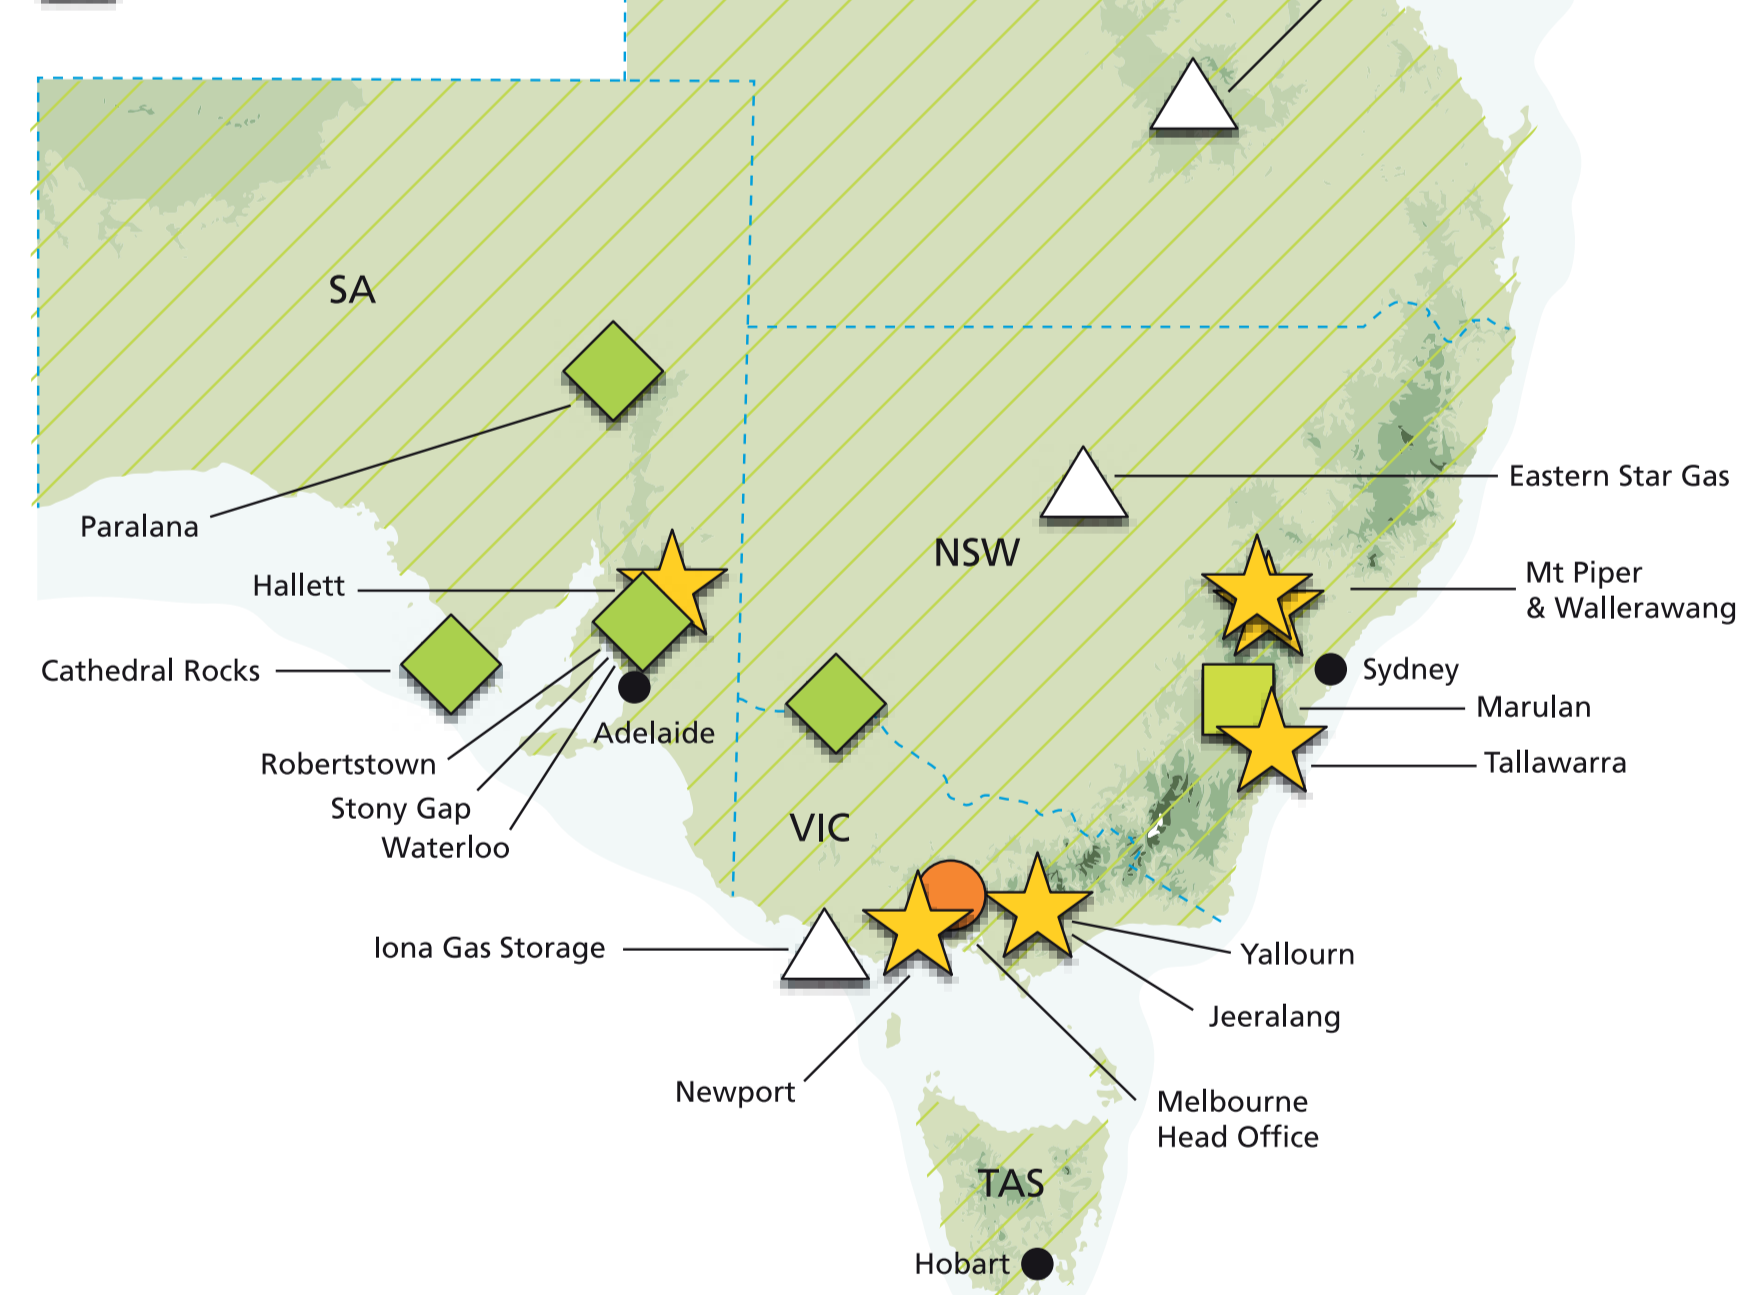 SA
Paralana
Eastern Star Gas
NSW
Hallett
Mt Piper
& Wallerawang
Cathedral Rocks
Sydney
Marulan
Adelaide
Robertstown
Tallawarra
Stony Gap
VIC
Waterloo
Iona Gas Storage
Yallourn
Jeeralang
Newport
Melbourne
Head Office
TAS
Hobart